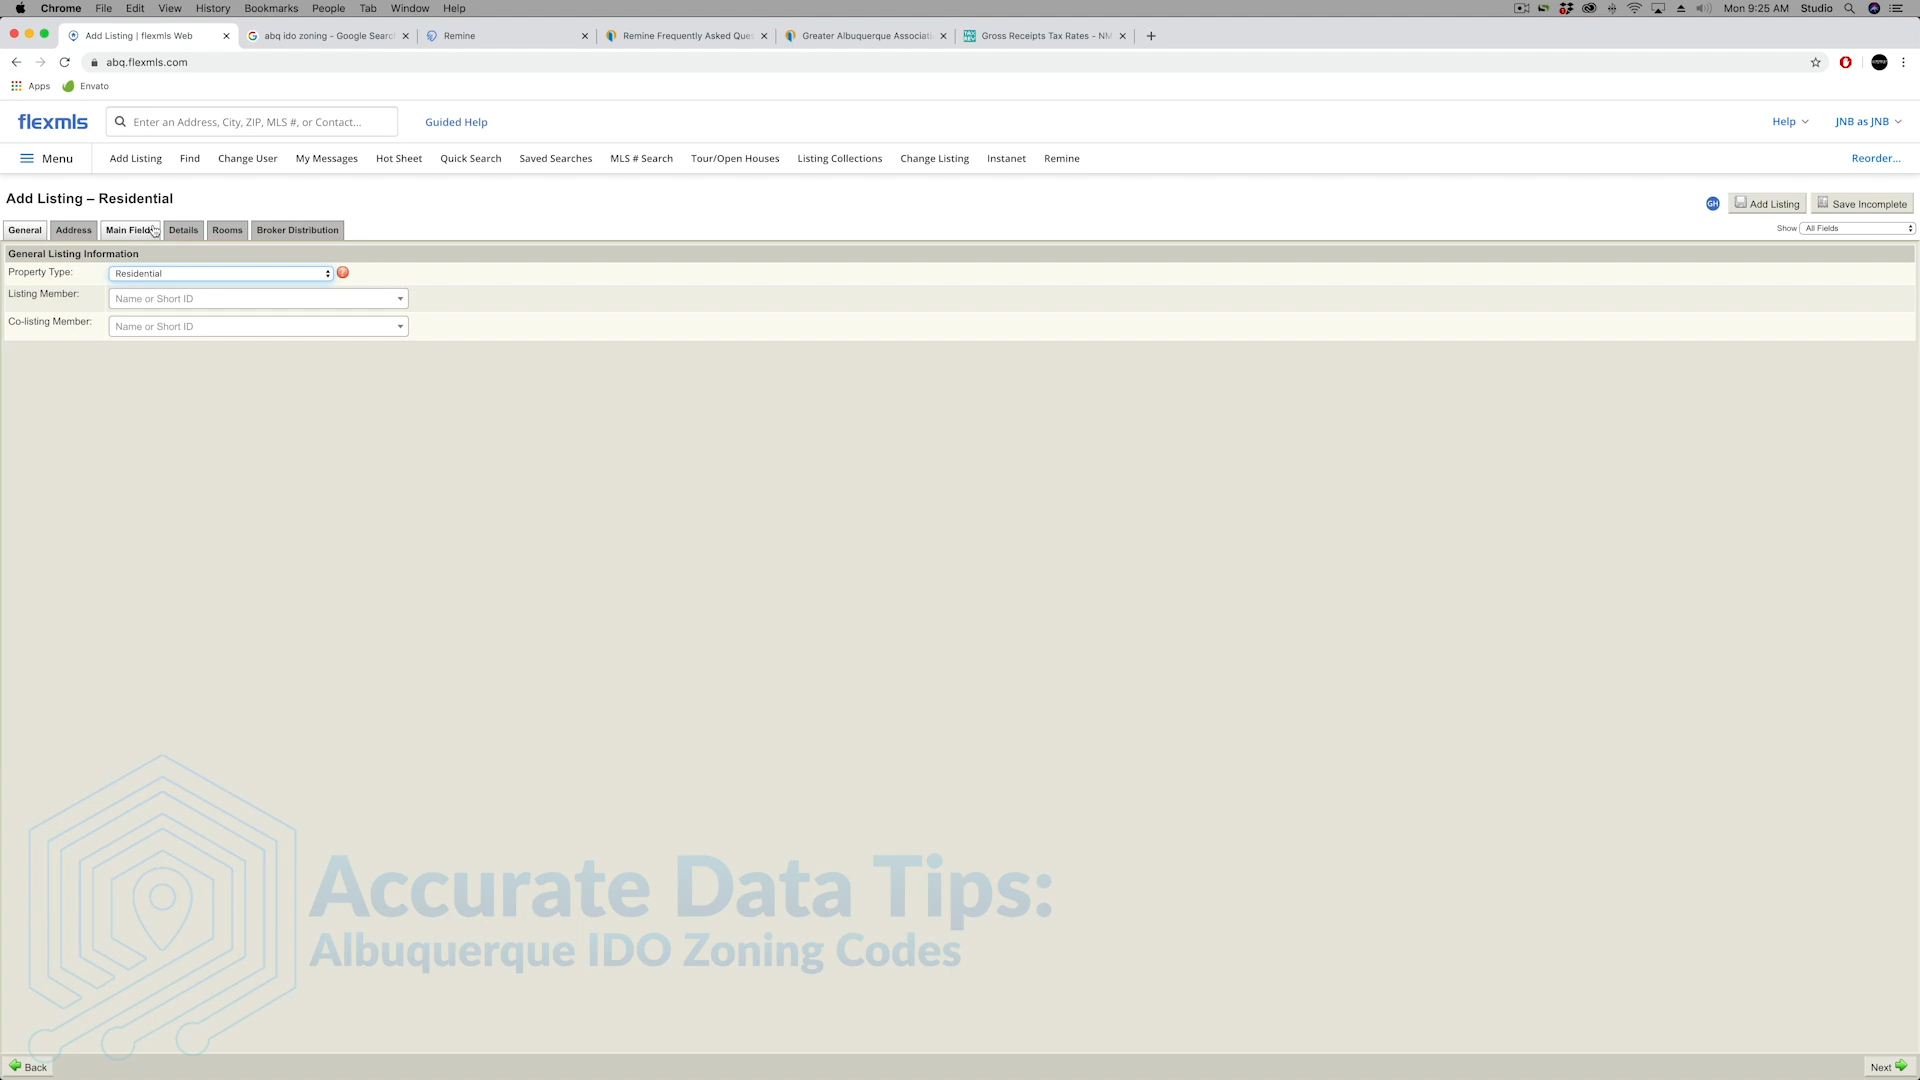 Chrome File Edit View History Bookmarks People Tab Window Help
Mon 9:25 AM Studio
Add Listing | flexmls Web
abq ido zoning - Google Searc
Remine
Remine Frequently Asked Ques
Greater Albuquerque Associati
Gross Receipts Tax Rates - NM
abq.flexmls.com
Apps Envato
flexmls
Enter an Address, City, ZIP, MLS #, or Contact...
Guided Help
Help JNB as JNB
Menu Add Listing Find Change User My Messages Hot Sheet Quick Search Saved Searches MLS # Search Tour/Open Houses Listing Collections Change Listing Instanet Remine Reorder...
Add Listing – Residential
GH Add Listing Save Incomplete
General Address Main Fields Details Rooms Broker Distribution
Show All Fields
General Listing Information
Property Type: Residential ?
Listing Member: Name or Short ID
Co-listing Member: Name or Short ID
Accurate Data Tips:
Albuquerque IDO Zoning Codes
Back Next